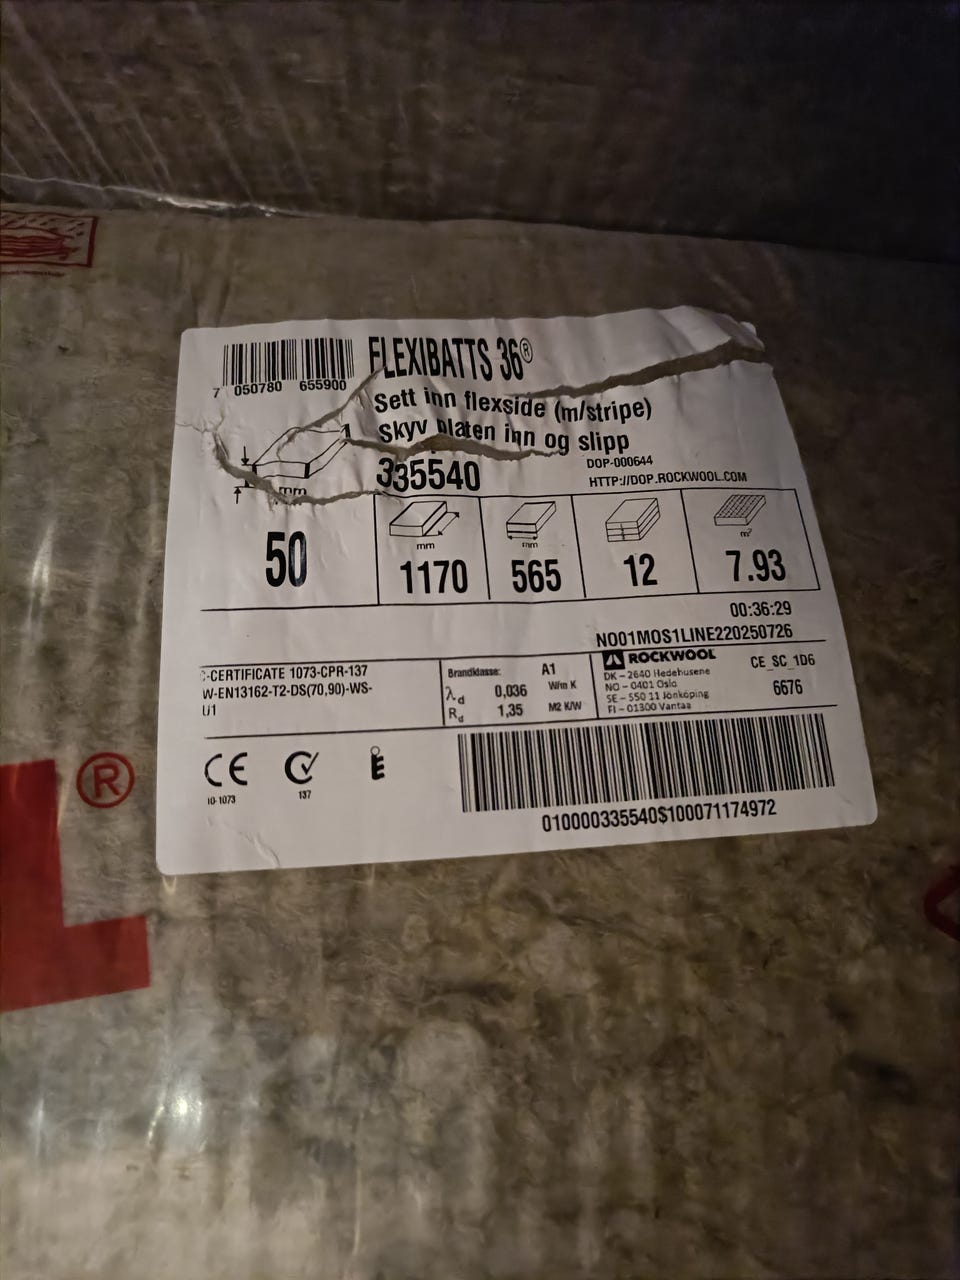 FLEXIBATTS 36®
7 050780 655900
Sett inn flexside (m/stripe)
Skyv platen inn og slipp
335540
DOP-000644
HTTP://DOP.ROCKWOOL.COM
mm mm mm m²
50 1170 565 12 7.93
00:36:29
NO01MOS1LINE220250726
C-CERTIFICATE 1073-CPR-137
W-EN13162-T2-DS(70,90)-WS-
U1
Brandklasse: A1
λd 0,036 W/m K
Rd 1,35 M2 K/W
ROCKWOOL
DK – 2640 Hedehusene
NO – 0401 Oslo
SE – 550 11 Jönköping
FI – 01300 Vantaa
CE_SC_1D6
6676
CE
10-1073
137
E
010000335540$100071174972
L®